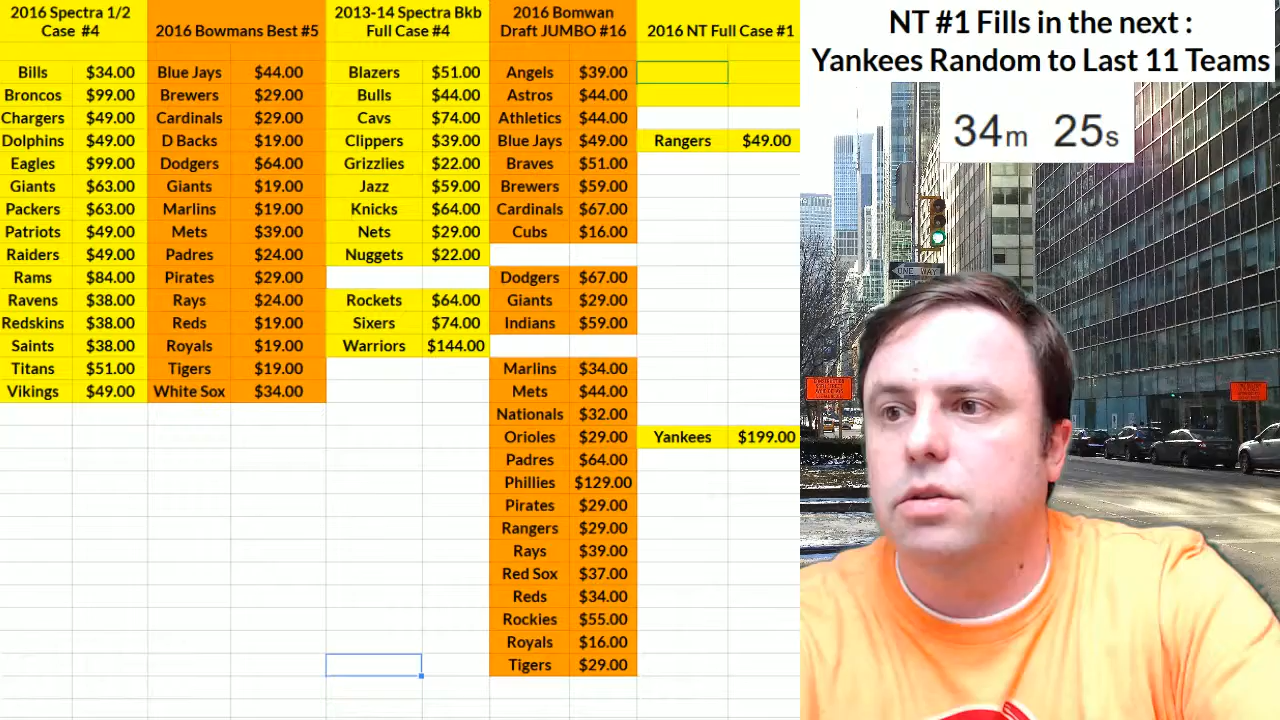 2016 Spectra 1/2
Case #4
Bills $34.00
Broncos $99.00
Chargers $49.00
Dolphins $49.00
Eagles $99.00
Giants $63.00
Packers $63.00
Patriots $49.00
Raiders $49.00
Rams $84.00
Ravens $38.00
Redskins $38.00
Saints $38.00
Titans $51.00
Vikings $49.00
2016 Bowmans Best #5
Blue Jays $44.00
Brewers $29.00
Cardinals $29.00
D Backs $19.00
Dodgers $64.00
Giants $19.00
Marlins $19.00
Mets $39.00
Padres $24.00
Pirates $29.00
Rays $24.00
Reds $19.00
Royals $19.00
Tigers $19.00
White Sox $34.00
2013-14 Spectra Bkb
Full Case #4
Blazers $51.00
Bulls $44.00
Cavs $74.00
Clippers $39.00
Grizzlies $22.00
Jazz $59.00
Knicks $64.00
Nets $29.00
Nuggets $22.00
Rockets $64.00
Sixers $74.00
Warriors $144.00
2016 Bomwan
Draft JUMBO #16
Angels $39.00
Astros $44.00
Athletics $44.00
Blue Jays $49.00
Braves $51.00
Brewers $59.00
Cardinals $67.00
Cubs $16.00
Dodgers $67.00
Giants $29.00
Indians $59.00
Marlins $34.00
Mets $44.00
Nationals $32.00
Orioles $29.00
Padres $64.00
Phillies $129.00
Pirates $29.00
Rangers $29.00
Rays $39.00
Red Sox $37.00
Reds $34.00
Rockies $55.00
Royals $16.00
Tigers $29.00
2016 NT Full Case #1
Rangers $49.00
Yankees $199.00
NT #1 Fills in the next :
Yankees Random to Last 11 Teams
34m 25s
ONE WAY